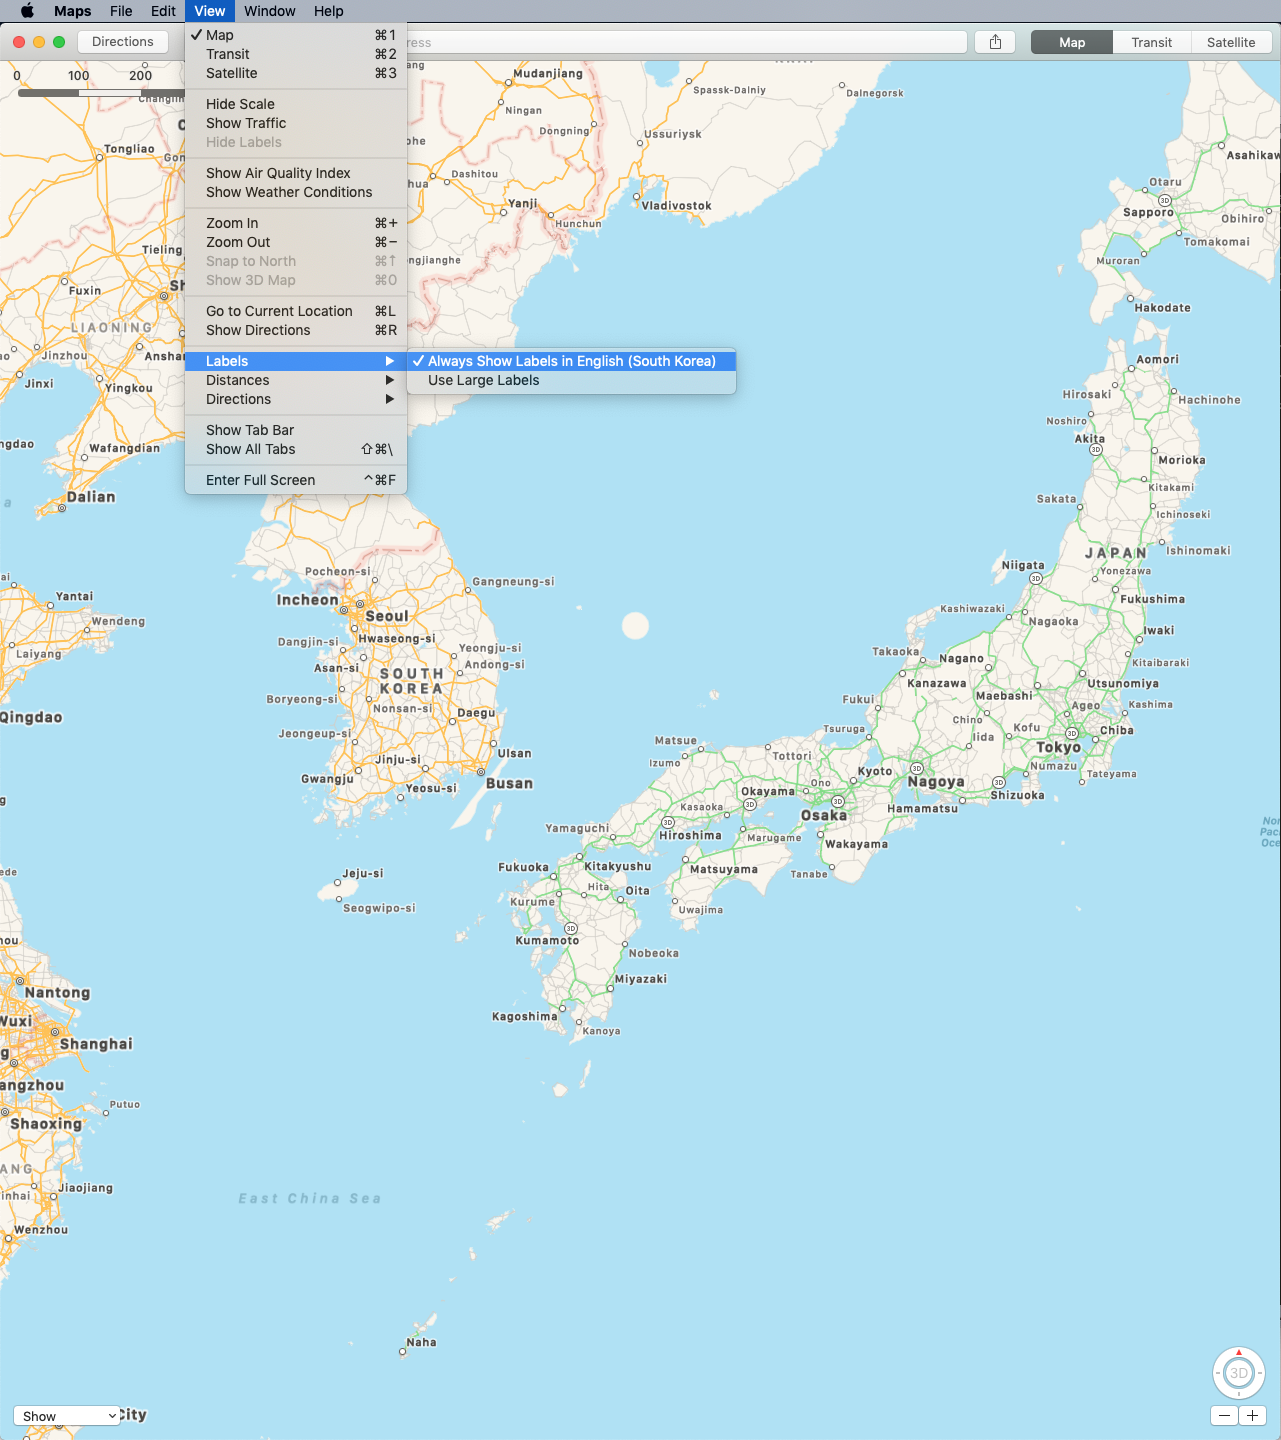 Maps File Edit View Window Help
Directions
ress
Map Transit Satellite
✓ Map ⌘1
Transit ⌘2
Satellite ⌘3
Hide Scale
Show Traffic
Hide Labels
Show Air Quality Index
Show Weather Conditions
Zoom In ⌘+
Zoom Out ⌘−
Snap to North ⌘↑
Show 3D Map ⌘0
Go to Current Location ⌘L
Show Directions ⌘R
Labels ▶
Distances ▶
Directions ▶
Show Tab Bar
Show All Tabs ⇧⌘\
Enter Full Screen ^⌘F
✓ Always Show Labels in English (South Korea)
Use Large Labels
0 100 200
Tongliao
Gon
Tieling
Fuxin
Sh
LIAONING
Jinzhou
Anshan
Jinxi
Yingkou
ngdao
Wafangdian
Dalian
Mudanjiang
Ningan
Dongning
Dashitou
hua
Yanji
Hunchun
ngjianghe
Spassk-Dalniy
Dalnegorsk
Ussuriysk
Vladivostok
Asahikaw
Otaru
Sapporo
Obihiro
Tomakomai
Muroran
Hakodate
Aomori
Hirosaki
Hachinohe
Noshiro
Akita
Morioka
Kitakami
Sakata
Ichinoseki
Ishinomaki
JAPAN
Niigata
Yonezawa
Fukushima
Kashiwazaki
Nagaoka
Iwaki
Takaoka
Nagano
Kitaibaraki
Kanazawa
Maebashi
Utsunomiya
Fukui
Ageo
Kashima
Chino
Kofu
Tsuruga
Iida
Chiba
Tokyo
Matsue
Tottori
Izumo
Kyoto
Numazu
Tateyama
Ono
Nagoya
Okayama
Shizuoka
Kasaoka
Osaka
Hamamatsu
Yamaguchi
Hiroshima
Marugame
Wakayama
Fukuoka
Kitakyushu
Matsuyama
Tanabe
Hita
Oita
Kurume
Uwajima
Kumamoto
Nobeoka
Miyazaki
Kagoshima
Kanoya
Pocheon-si
Gangneung-si
Incheon
Seoul
Hwaseong-si
Dangjin-si
Yeongju-si
Asan-si
Andong-si
SOUTH
KOREA
Boryeong-si
Nonsan-si
Daegu
Jeongeup-si
Ulsan
Jinju-si
Gwangju
Yeosu-si
Busan
Jeju-si
Seogwipo-si
Yantai
Wendeng
Laiyang
Qingdao
Nantong
Wuxi
Shanghai
angzhou
Putuo
Shaoxing
ANG
inhai
Jiaojiang
Wenzhou
East China Sea
Naha
City
Show
3D
− +